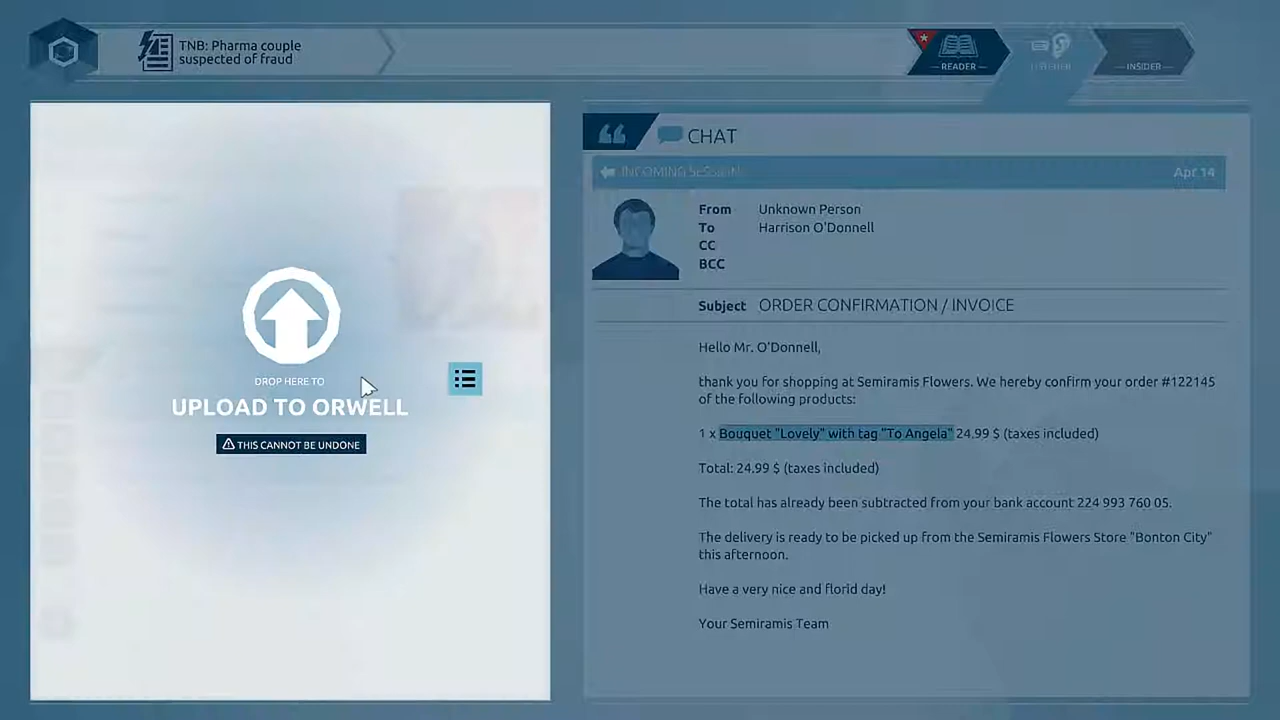 TNB: Pharma couple
suspected of fraud
READER
LISTENER
INSIDER
CHAT
INCOMING SESSION
Apr 14
From Unknown Person
To Harrison O'Donnell
CC
BCC
Subject ORDER CONFIRMATION / INVOICE
Hello Mr. O'Donnell,
thank you for shopping at Semiramis Flowers. We hereby confirm your order #122145
of the following products:
1 x Bouquet "Lovely" with tag "To Angela" 24.99 $ (taxes included)
Total: 24.99 $ (taxes included)
The total has already been subtracted from your bank account 224 993 760 05.
The delivery is ready to be picked up from the Semiramis Flowers Store "Bonton City"
this afternoon.
Have a very nice and florid day!
Your Semiramis Team
DROP HERE TO
UPLOAD TO ORWELL
THIS CANNOT BE UNDONE